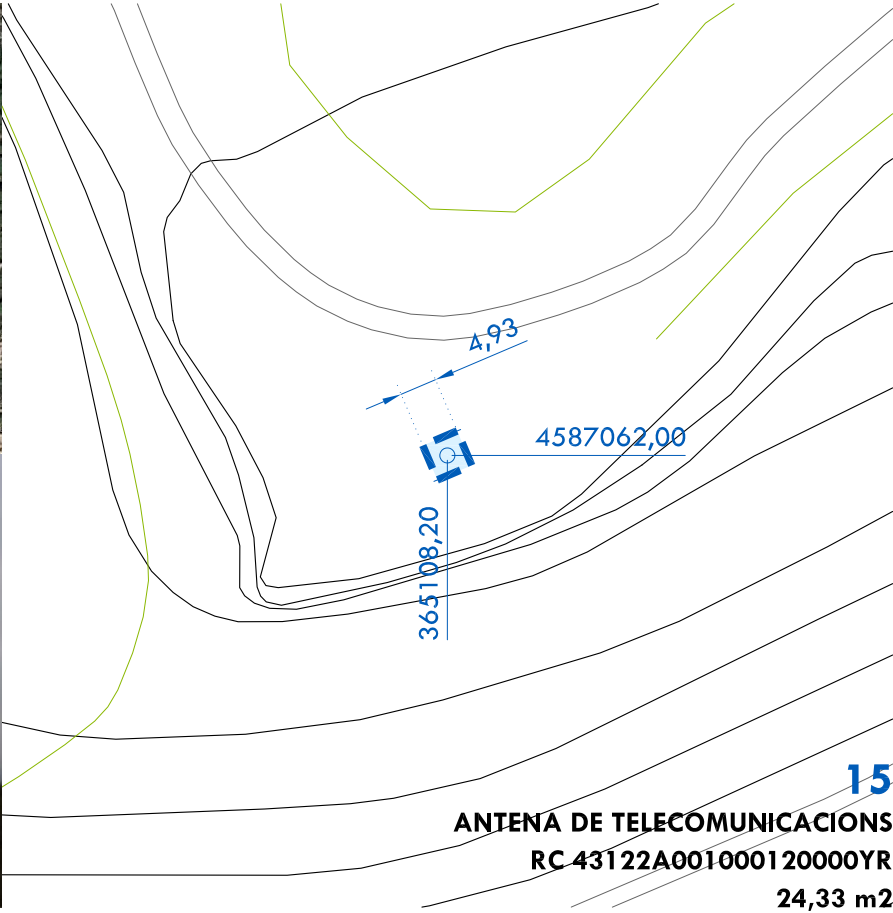 4,93
4587062,00
365108,20
15
ANTENA DE TELECOMUNICACIONS
RC 43122A001000120000YR
24,33 m2